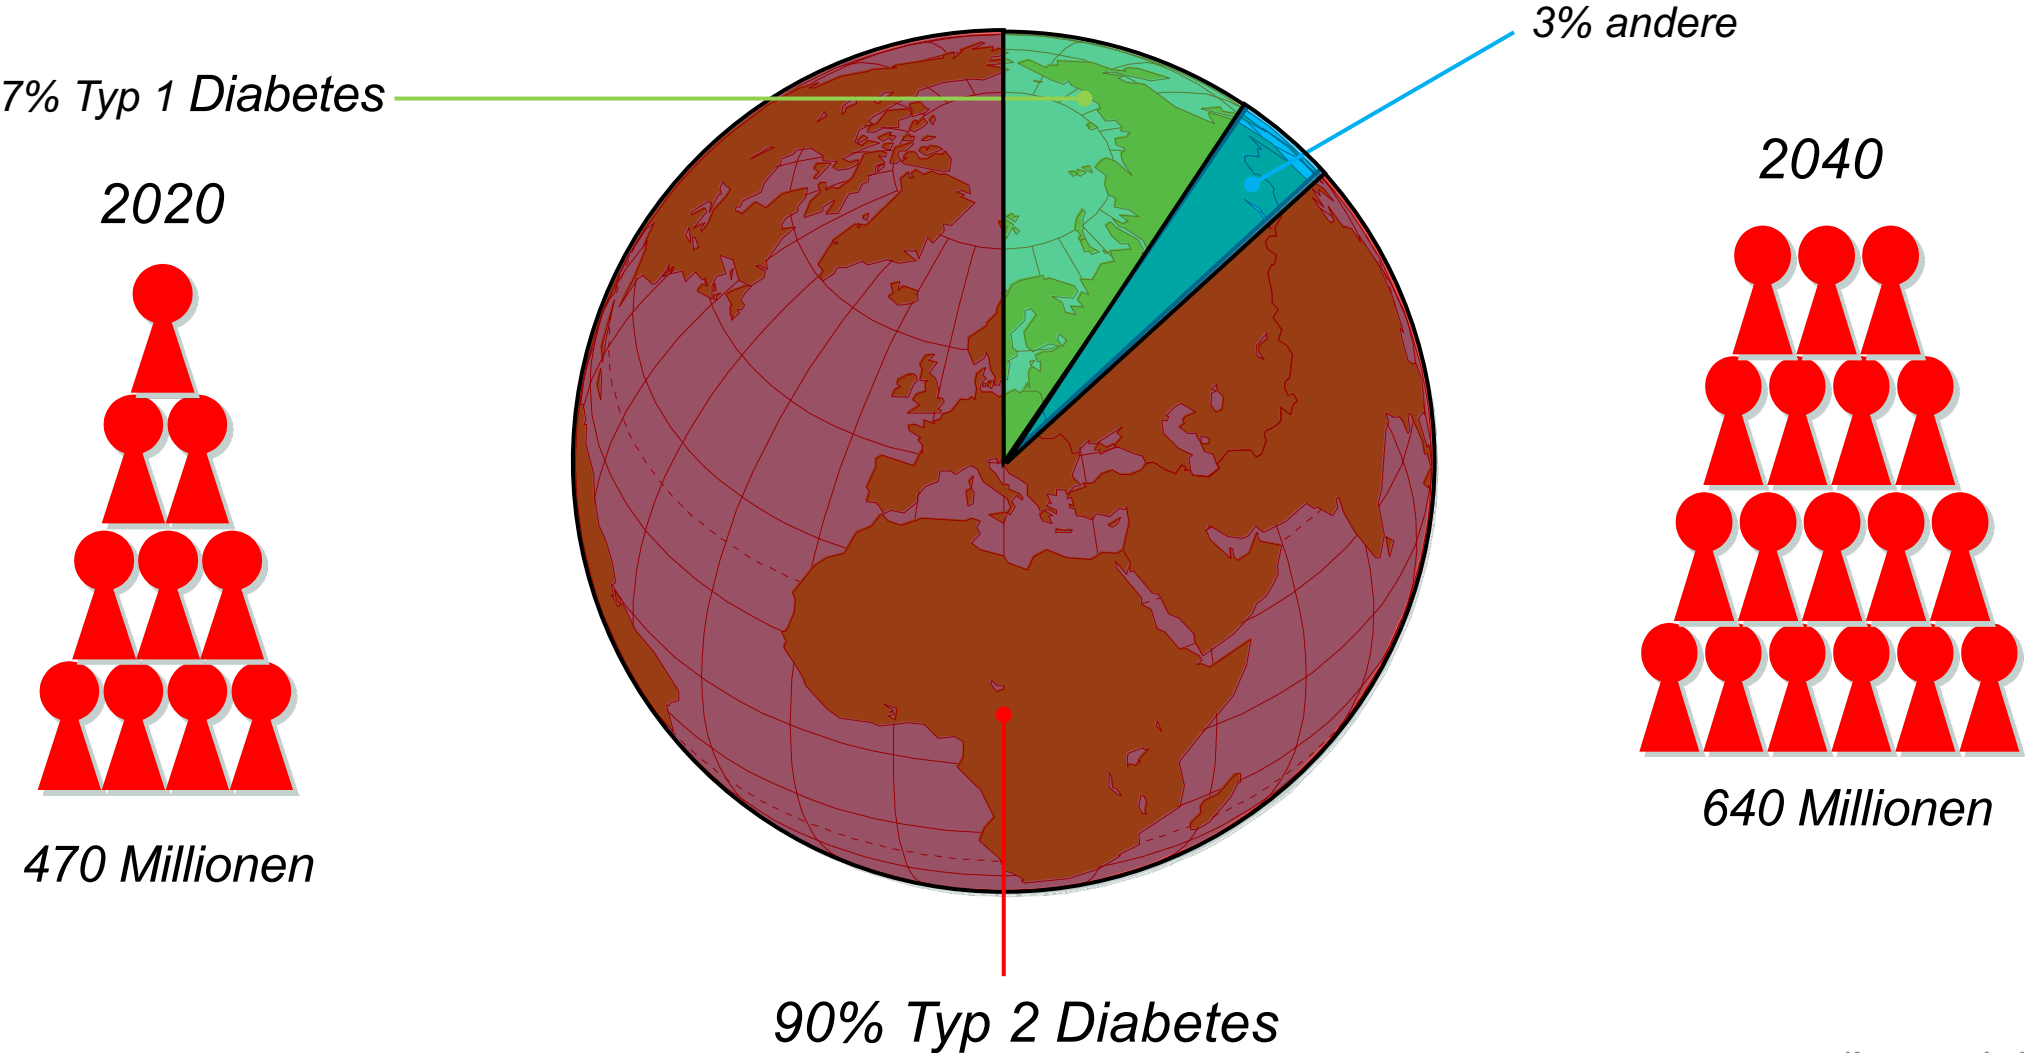 3% andere
7% Typ 1 Diabetes
2040
2020
640 Millionen
470 Millionen
90% Typ 2 Diabetes